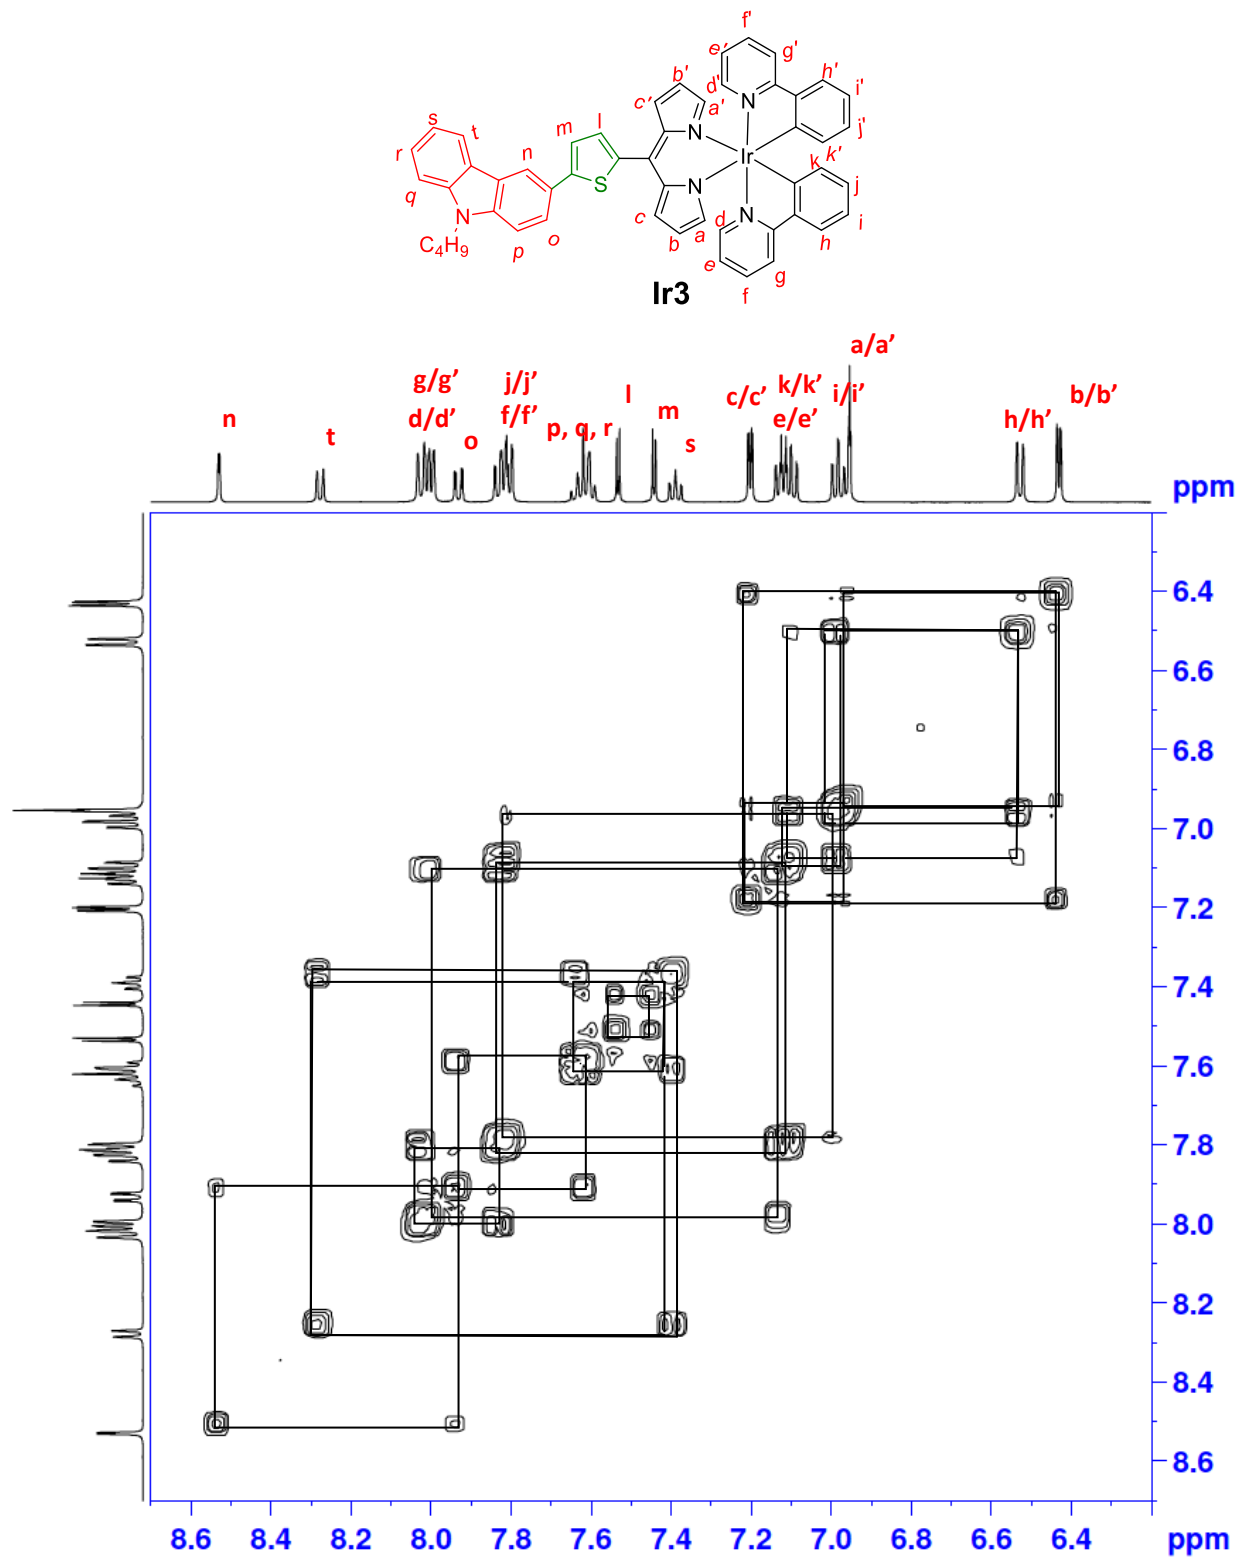 f'
e' g'
b' d' h'
c' a' i'
s t m l N N j'
r n Ir k k'
q S N j
N c N d i
C4H9 p o b a e h
g
Ir3 f
a/a'
g/g' j/j' k/k' i/i' b/b'
n d/d' f/f' l c/c' e/e' h/h'
t o p, q, r m
s
ppm
6.4
6.6
6.8
7.0
7.2
7.4
7.6
7.8
8.0
8.2
8.4
8.6
8.6 8.4 8.2 8.0 7.8 7.6 7.4 7.2 7.0 6.8 6.6 6.4 ppm